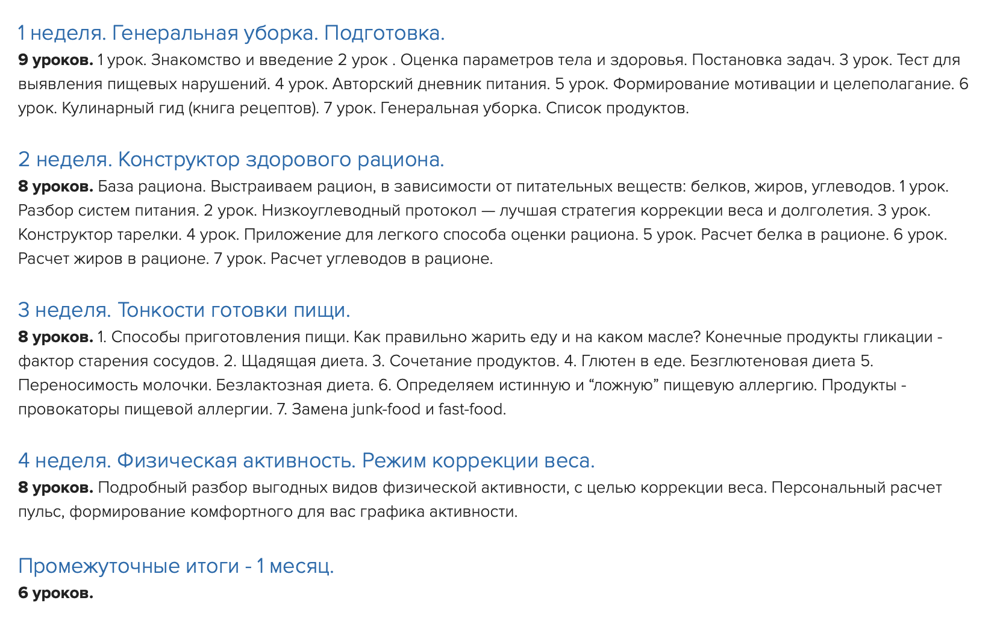 1 неделя. Генеральная уборка. Подготовка.
9 уроков. 1 урок. Знакомство и введение 2 урок . Оценка параметров тела и здоровья. Постановка задач. 3 урок. Тест для
выявления пищевых нарушений. 4 урок. Авторский дневник питания. 5 урок. Формирование мотивации и целеполагание. 6
урок. Кулинарный гид (книга рецептов). 7 урок. Генеральная уборка. Список продуктов.
2 неделя. Конструктор здорового рациона.
8 уроков. База рациона. Выстраиваем рацион, в зависимости от питательных веществ: белков, жиров, углеводов. 1 урок.
Разбор систем питания. 2 урок. Низкоуглеводный протокол — лучшая стратегия коррекции веса и долголетия. 3 урок.
Конструктор тарелки. 4 урок. Приложение для легкого способа оценки рациона. 5 урок. Расчет белка в рационе. 6 урок.
Расчет жиров в рационе. 7 урок. Расчет углеводов в рационе.
3 неделя. Тонкости готовки пищи.
8 уроков. 1. Способы приготовления пищи. Как правильно жарить еду и на каком масле? Конечные продукты гликации -
фактор старения сосудов. 2. Щадящая диета. 3. Сочетание продуктов. 4. Глютен в еде. Безглютеновая диета 5.
Переносимость молочки. Безлактозная диета. 6. Определяем истинную и “ложную” пищевую аллергию. Продукты -
провокаторы пищевой аллергии. 7. Замена junk-food и fast-food.
4 неделя. Физическая активность. Режим коррекции веса.
8 уроков. Подробный разбор выгодных видов физической активности, с целью коррекции веса. Персональный расчет
пульс, формирование комфортного для вас графика активности.
Промежуточные итоги - 1 месяц.
6 уроков.